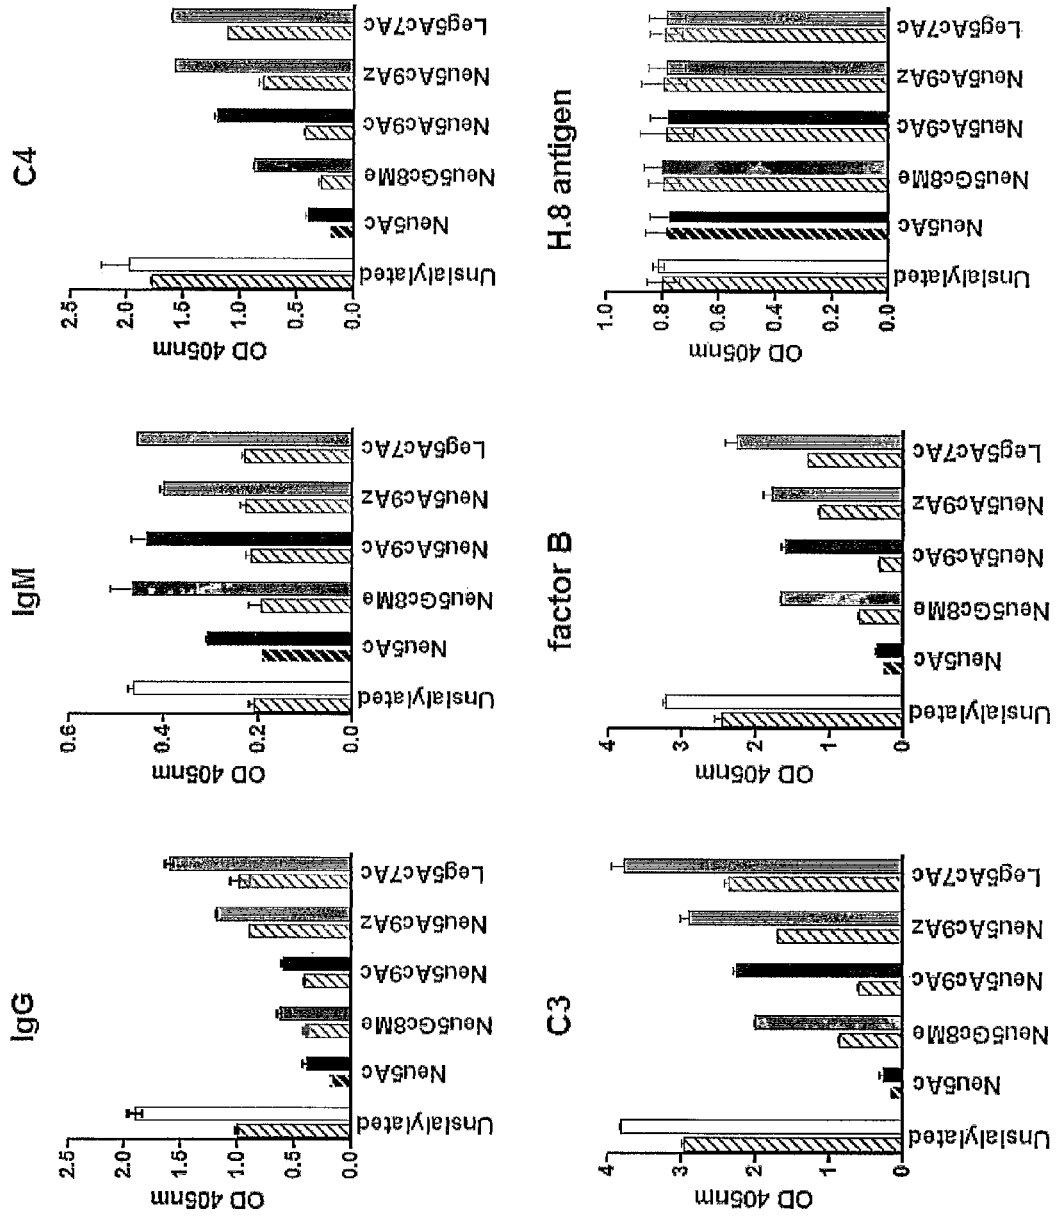 IgG
OD 405nm
2.5
2.0
1.5
1.0
0.5
0.0
Unsialylated
Neu5Ac
Neu5Gc8Me
Neu5Ac9Ac
Neu5Ac9Az
Leg5Ac7Ac
IgM
OD 405nm
0.6
0.4
0.2
0.0
Unsialylated
Neu5Ac
Neu5Gc8Me
Neu5Ac9Ac
Neu5Ac9Az
Leg5Ac7Ac
C4
OD 405nm
2.5
2.0
1.5
1.0
0.5
0.0
Unsialylated
Neu5Ac
Neu5Gc8Me
Neu5Ac9Ac
Neu5Ac9Az
Leg5Ac7Ac
C3
OD 405nm
4
3
2
1
0
Unsialylated
Neu5Ac
Neu5Gc8Me
Neu5Ac9Ac
Neu5Ac9Az
Leg5Ac7Ac
factor B
OD 405nm
4
3
2
1
0
Unsialylated
Neu5Ac
Neu5Gc8Me
Neu5Ac9Ac
Neu5Ac9Az
Leg5Ac7Ac
H.8 antigen
OD 405nm
1.0
0.8
0.6
0.4
0.2
0.0
Unsialylated
Neu5Ac
Neu5Gc8Me
Neu5Ac9Ac
Neu5Ac9Az
Leg5Ac7Ac